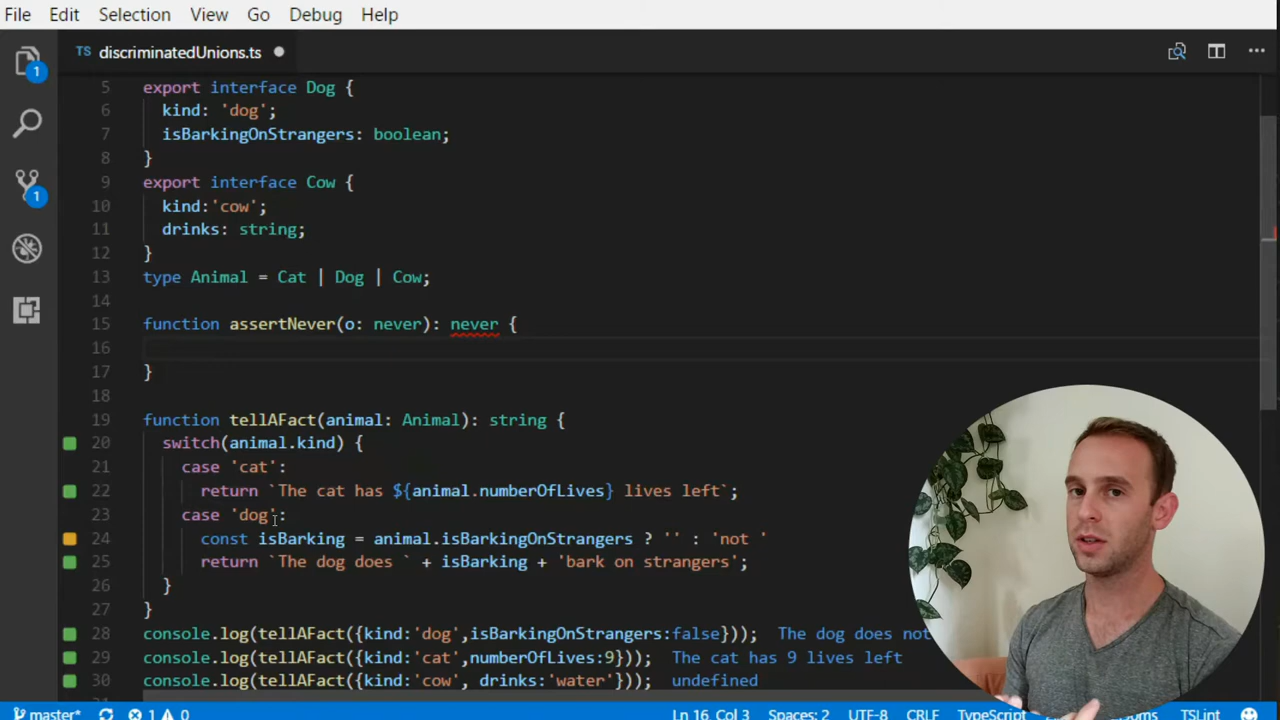 File Edit Selection View Go Debug Help
TS discriminatedUnions.ts
5 export interface Dog {
6 kind: 'dog';
7 isBarkingOnStrangers: boolean;
8 }
9 export interface Cow {
10 kind:'cow';
11 drinks: string;
12 }
13 type Animal = Cat | Dog | Cow;
14
15 function assertNever(o: never): never {
16
17 }
18
19 function tellAFact(animal: Animal): string {
20 switch(animal.kind) {
21 case 'cat':
22 return `The cat has ${animal.numberOfLives} lives left`;
23 case 'dog':
24 const isBarking = animal.isBarkingOnStrangers ? '' : 'not '
25 return `The dog does ` + isBarking + 'bark on strangers';
26 }
27 }
28 console.log(tellAFact({kind:'dog',isBarkingOnStrangers:false})); The dog does not
29 console.log(tellAFact({kind:'cat',numberOfLives:9})); The cat has 9 lives left
30 console.log(tellAFact({kind:'cow', drinks:'water'})); undefined
1
1
master* 1 0 Ln 16, Col 3 Spaces: 2 UTF-8 CRLF TypeScript TSLint